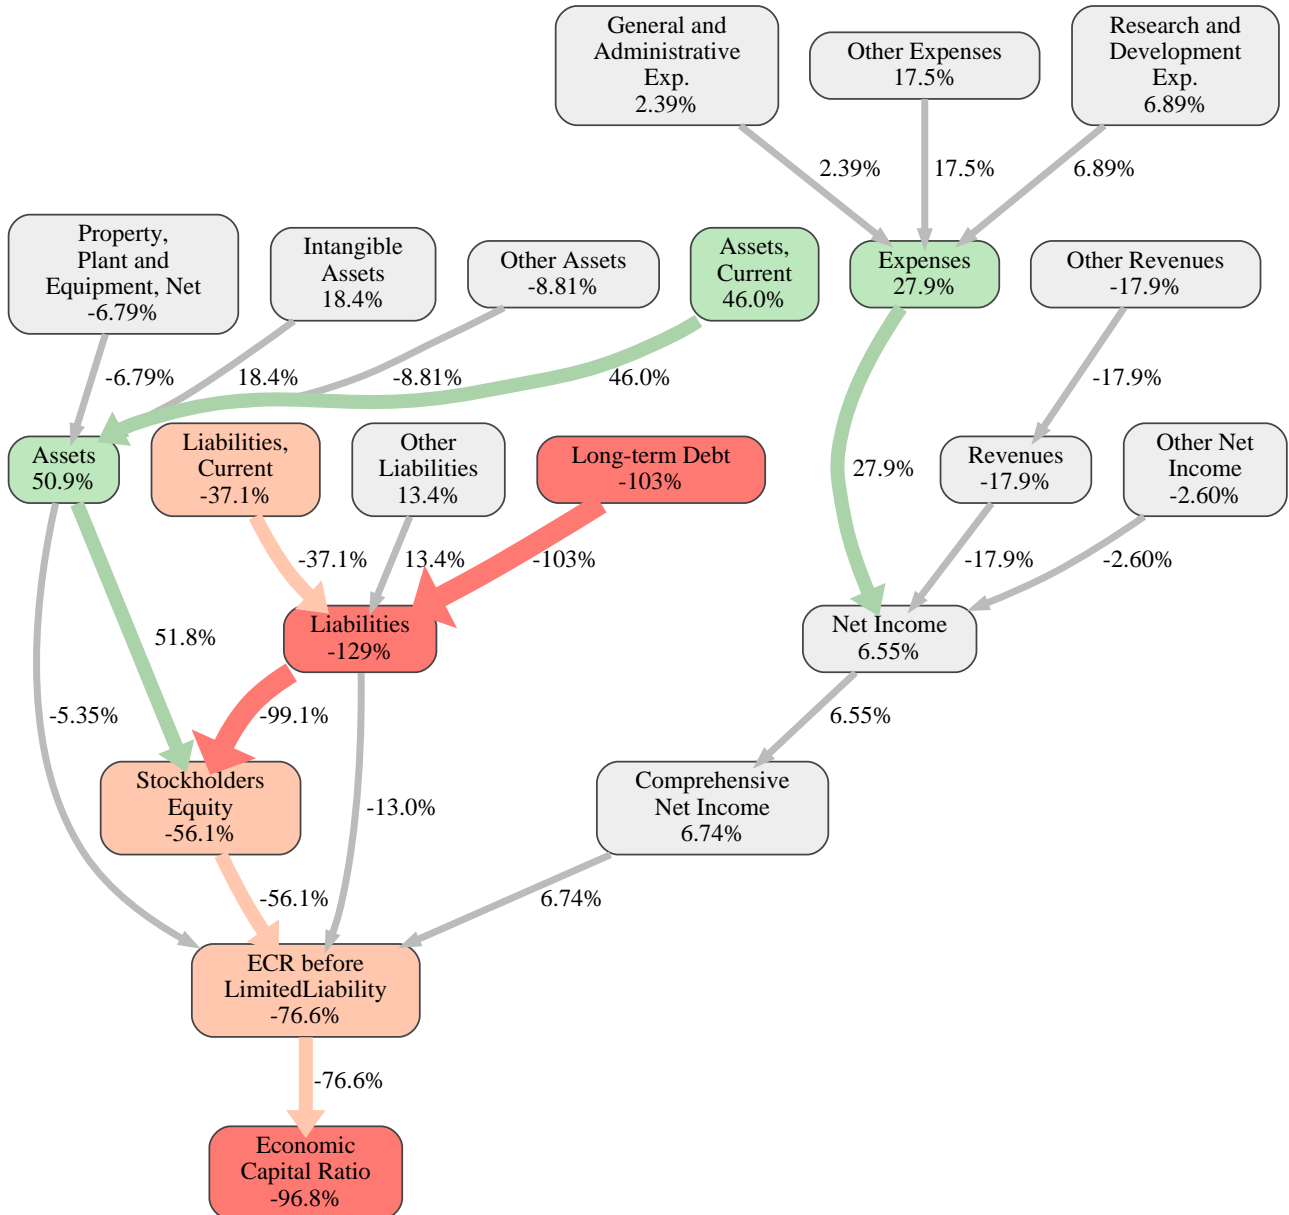 General and
Administrative
Exp.
2.39%
Other Expenses
17.5%
Research and
Development
Exp.
6.89%
2.39%
17.5%
6.89%
Property,
Plant and
Equipment, Net
-6.79%
Intangible
Assets
18.4%
Other Assets
-8.81%
Assets,
Current
46.0%
Expenses
27.9%
Other Revenues
-17.9%
-6.79%
18.4%
-8.81%
46.0%
-17.9%
Assets
50.9%
Liabilities,
Current
-37.1%
Other
Liabilities
13.4%
Long-term Debt
-103%
27.9%
Revenues
-17.9%
Other Net
Income
-2.60%
-37.1%
13.4%
-103%
-17.9%
-2.60%
51.8%
Liabilities
-129%
Net Income
6.55%
-5.35%
-99.1%
6.55%
Stockholders
Equity
-56.1%
-13.0%
Comprehensive
Net Income
6.74%
-56.1%
6.74%
ECR before
LimitedLiability
-76.6%
-76.6%
Economic
Capital Ratio
-96.8%